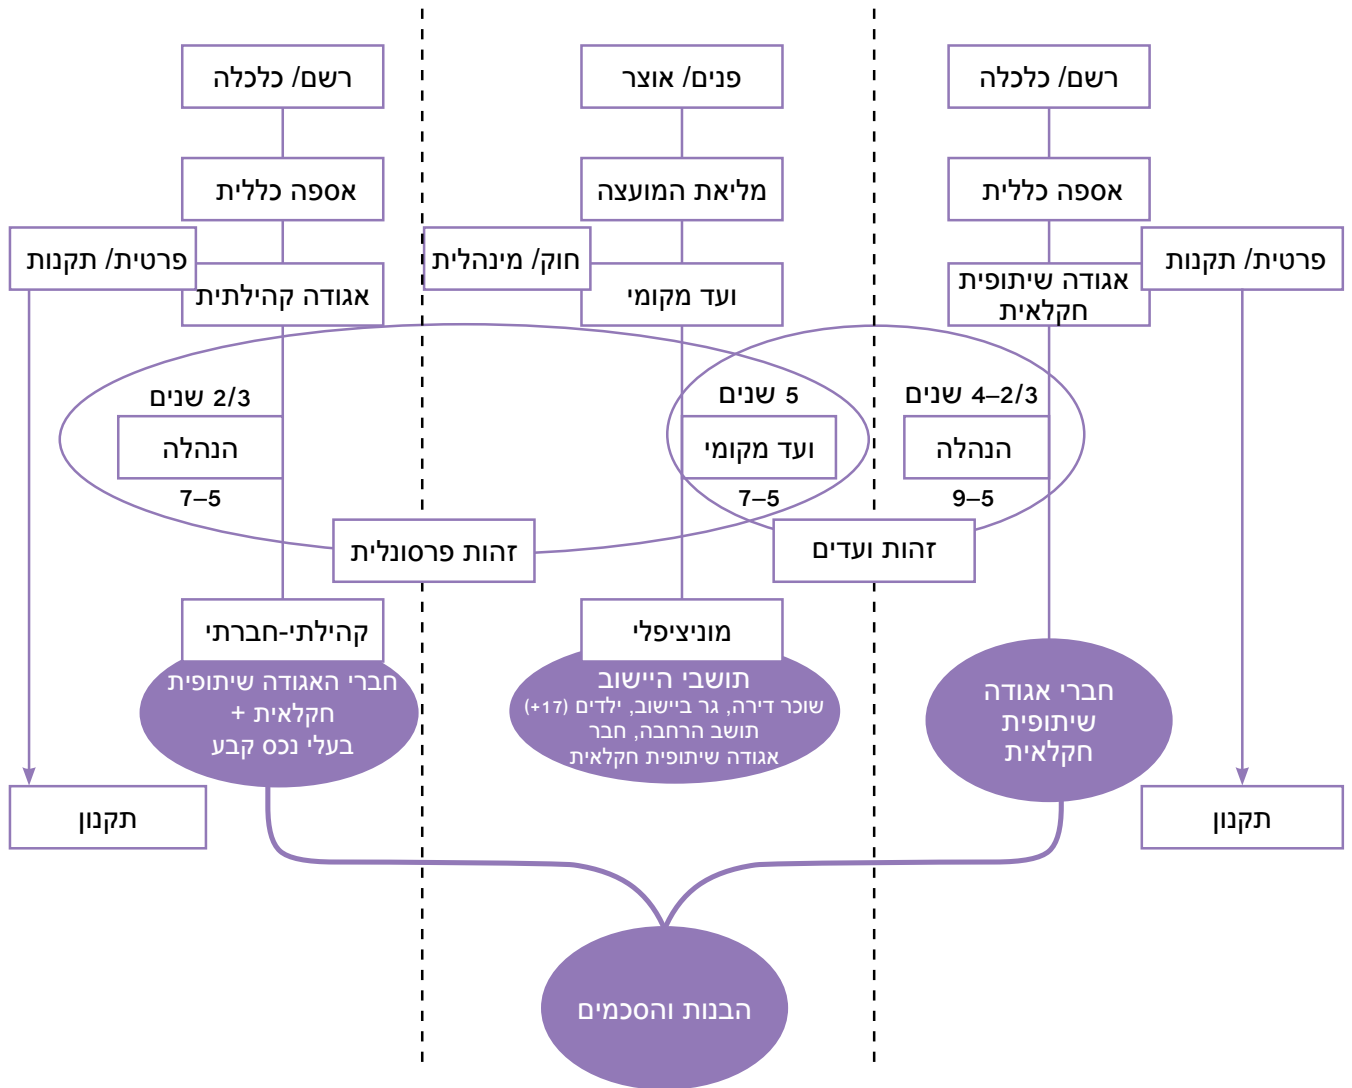 רשם/ כלכלה
פנים/ אוצר
רשם/ כלכלה
אספה כללית
מליאת המועצה
אספה כללית
פרטית/ תקנות
אגודה שיתופית
חקלאית
חוק/ מינהלית
ועד מקומי
פרטית/ תקנות
אגודה קהילתית
4–2/3 שנים
הנהלה
9–5
5 שנים
ועד מקומי
7–5
2/3 שנים
הנהלה
7–5
זהות ועדים
זהות פרסונלית
מוניציפלי
קהילתי-חברתי
חברי אגודה
שיתופית
חקלאית
תושבי היישוב
שוכר דירה, גר ביישוב, ילדים (17+)
תושב הרחבה, חבר
אגודה שיתופית חקלאית
חברי האגודה שיתופית
חקלאית +
בעלי נכס קבע
תקנון
תקנון
הבנות והסכמים